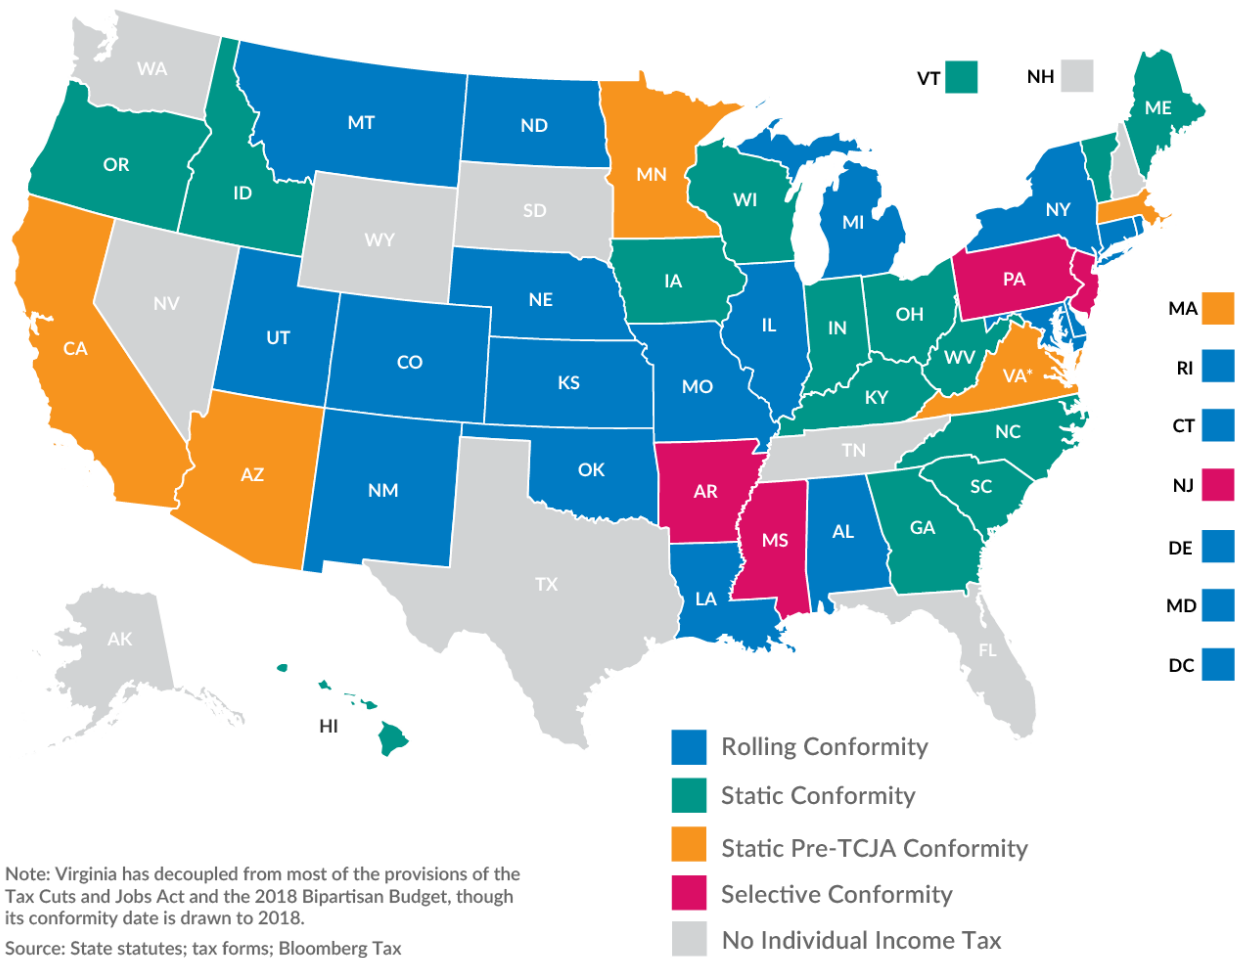 WA
VT
NH
ME
MT
ND
OR
ID
MN
WI
SD
MI
NY
WY
IA
PA
NV
NE
IL
IN
OH
MA
UT
CO
CA
WV
VA*
RI
KS
MO
KY
CT
NC
TN
AZ
OK
NM
AR
SC
NJ
GA
AL
MS
DE
TX
LA
MD
AK
FL
DC
HI
Rolling Conformity
Static Conformity
Static Pre-TCJA Conformity
Selective Conformity
No Individual Income Tax
Note: Virginia has decoupled from most of the provisions of the
Tax Cuts and Jobs Act and the 2018 Bipartisan Budget, though
its conformity date is drawn to 2018.
Source: State statutes; tax forms; Bloomberg Tax